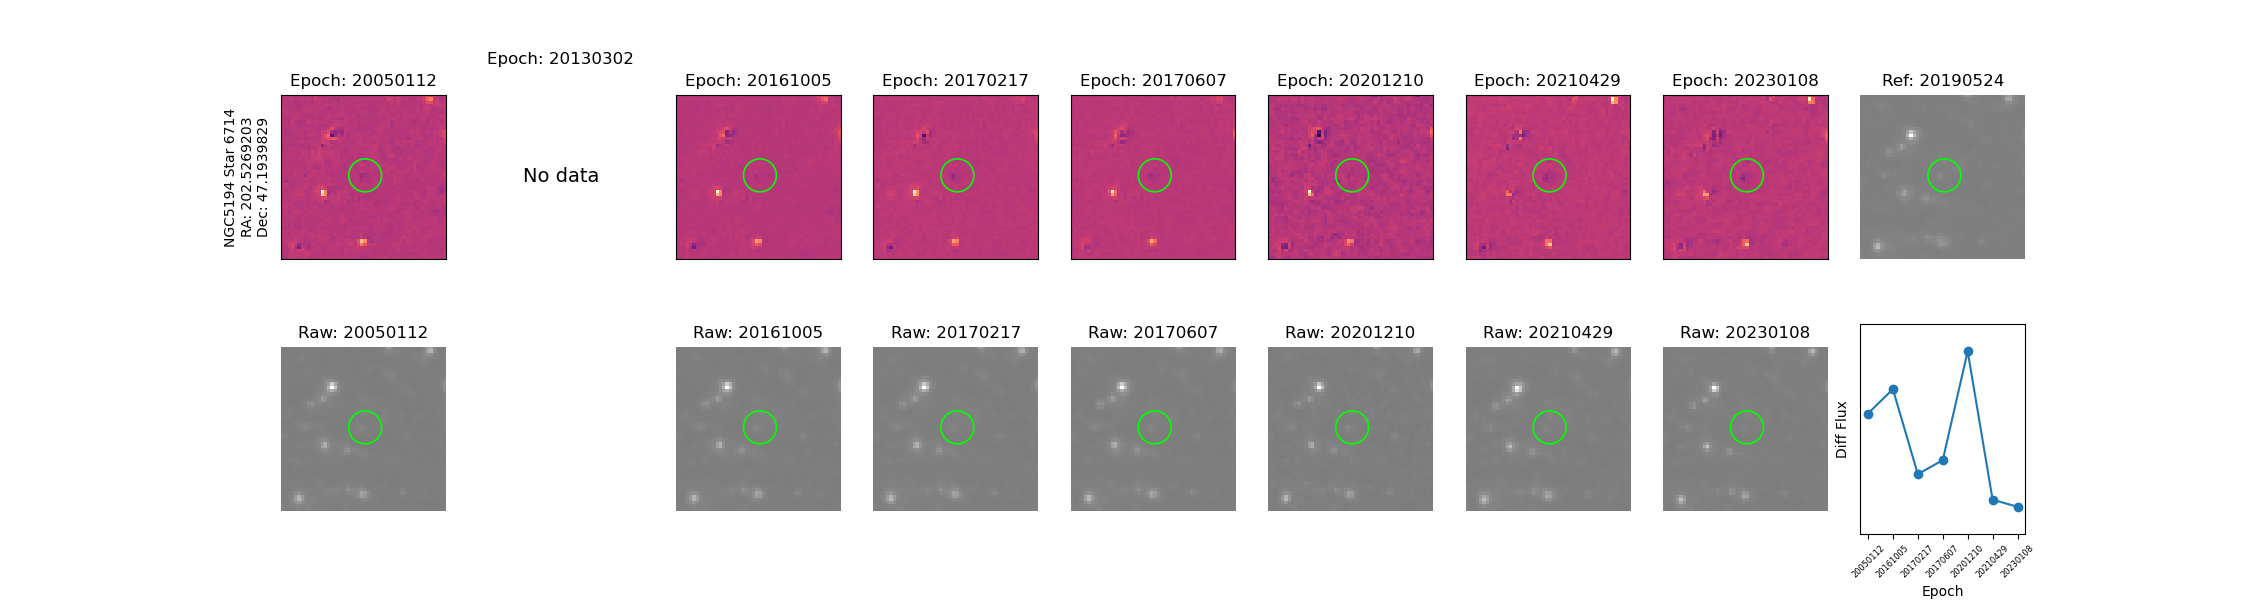 NGC5194 Star 6714
RA: 202.5269203
Dec: 47.1939829
Epoch: 20050112
Epoch: 20130302
No data
Epoch: 20161005
Epoch: 20170217
Epoch: 20170607
Epoch: 20201210
Epoch: 20210429
Epoch: 20230108
Ref: 20190524
Raw: 20050112
Raw: 20161005
Raw: 20170217
Raw: 20170607
Raw: 20201210
Raw: 20210429
Raw: 20230108
Diff Flux
20050112
20161005
20170217
20170607
20201210
20210429
20230108
Epoch